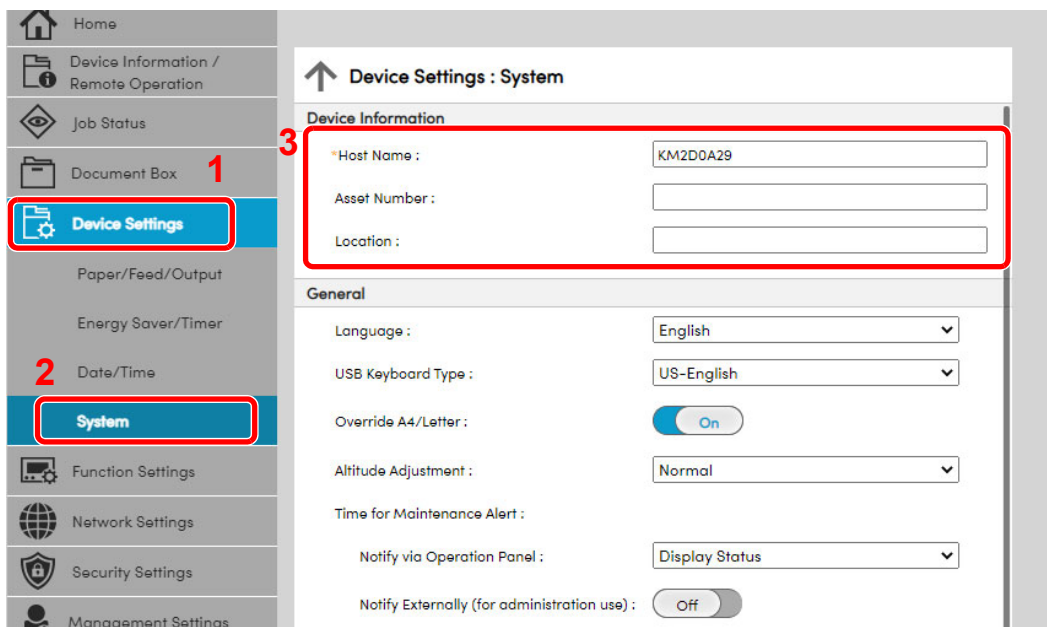 Home
Device Information /
Remote Operation
Job Status
Document Box
1
Device Settings
Paper/Feed/Output
Energy Saver/Timer
2
Date/Time
System
Function Settings
Network Settings
Security Settings
Management Settings
Device Settings : System
Device Information
3
*Host Name :
KM2D0A29
Asset Number :
Location :
General
Language :
English
USB Keyboard Type :
US-English
Override A4/Letter :
On
Altitude Adjustment :
Normal
Time for Maintenance Alert :
Notify via Operation Panel :
Display Status
Notify Externally (for administration use) :
Off